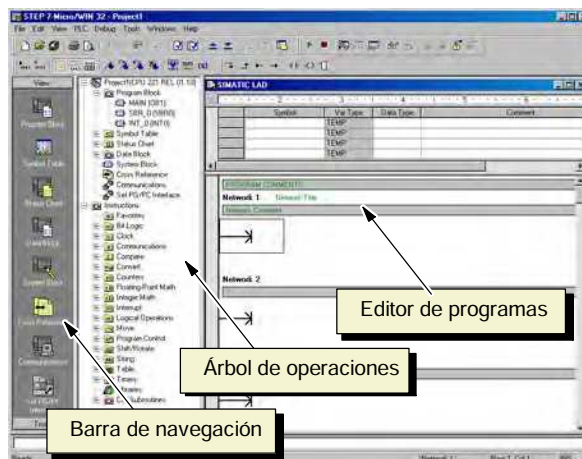 STEP 7-Micro/WIN 32 - Project1
File Edit View PLC Debug Tools Windows Help
View
Program Block
Symbol Table
Status Chart
Data Block
System Block
Cross Reference
Communications
Set PG/PC
Project1(CPU 221 REL 01.10)
Program Block
MAIN (OB1)
SBR_0 (SBR0)
INT_0 (INT0)
Symbol Table
Status Chart
Data Block
System Block
Cross Reference
Communications
Set PG/PC Interface
Instructions
Favorites
Bit Logic
Clock
Communications
Compare
Convert
Counters
Floating-Point Math
Integer Math
Interrupt
Logical Operations
Move
Program Control
Shift/Rotate
String
Table
Timers
Libraries
Call Subroutines
SIMATIC LAD
Symbol Var Type Data Type Comment
TEMP
TEMP
TEMP
TEMP
PROGRAM COMMENTS
Network 1 Network Title
Network Comment
Network 2
Editor de programas
Árbol de operaciones
Barra de navegación
Ready